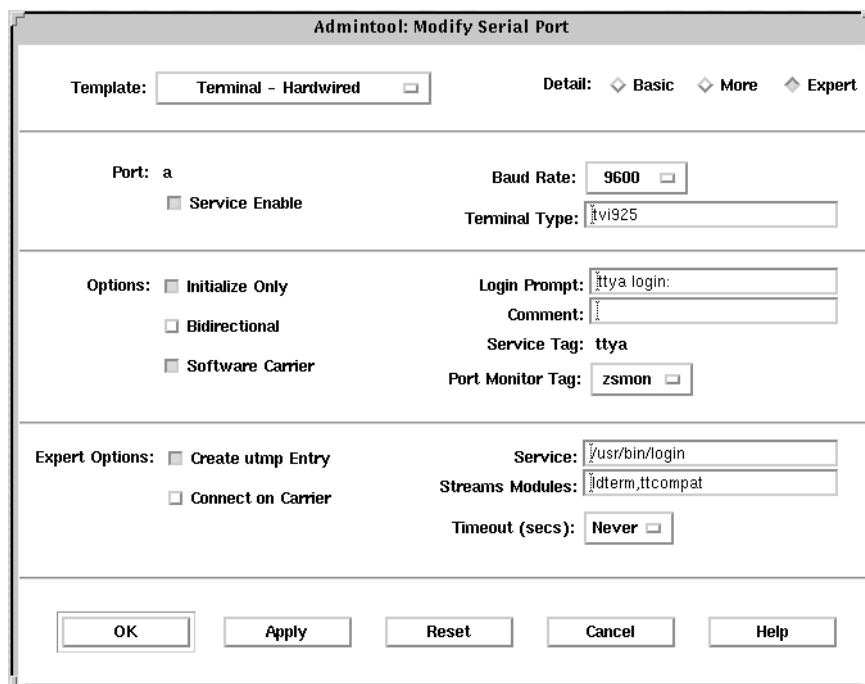 Admintool: Modify Serial Port
Template: Terminal - Hardwired Detail: Basic More Expert
Port: a Baud Rate: 9600
Service Enable Terminal Type: tvi925
Options: Initialize Only Login Prompt: ttya login:
Comment:
Bidirectional
Service Tag: ttya
Software Carrier Port Monitor Tag: zsmon
Expert Options: Create utmp Entry Service: /usr/bin/login
Streams Modules: ldterm,ttcompat
Connect on Carrier
Timeout (secs): Never
OK Apply Reset Cancel Help